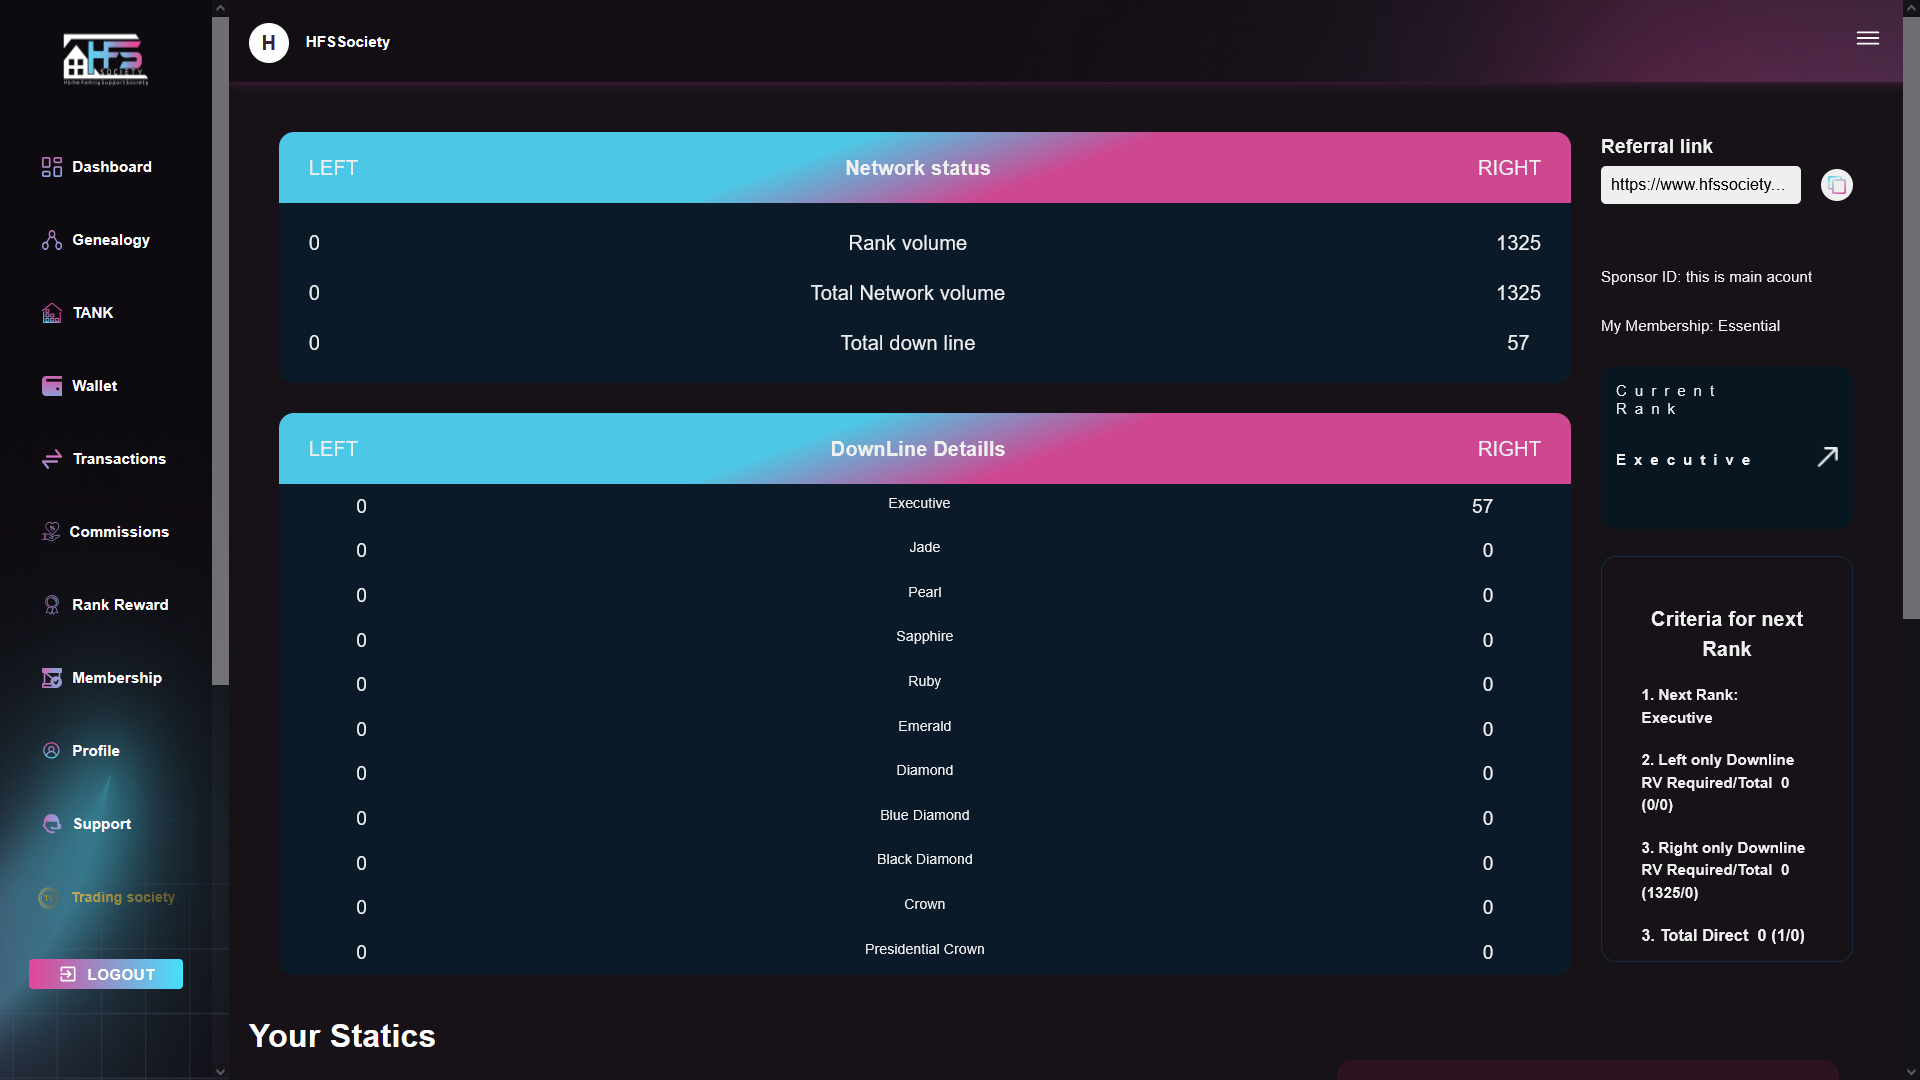 HFS
SOCIETY
Home Family Support Society
H
HFSSociety
Dashboard
Genealogy
TANK
Wallet
Transactions
Commissions
Rank Reward
Membership
Profile
Support
Trading society
LOGOUT
LEFT Network status RIGHT
0 Rank volume 1325
0 Total Network volume 1325
0 Total down line 57
LEFT DownLine Detaills RIGHT
0 Executive 57
0 Jade 0
0 Pearl 0
0 Sapphire 0
0 Ruby 0
0 Emerald 0
0 Diamond 0
0 Blue Diamond 0
0 Black Diamond 0
0 Crown 0
0 Presidential Crown 0
Your Statics
Referral link
https://www.hfssociety...
Sponsor ID: this is main acount
My Membership: Essential
Current
Rank
Executive
Criteria for next
Rank
1. Next Rank:
Executive
2. Left only Downline
RV Required/Total 0
(0/0)
3. Right only Downline
RV Required/Total 0
(1325/0)
3. Total Direct 0 (1/0)